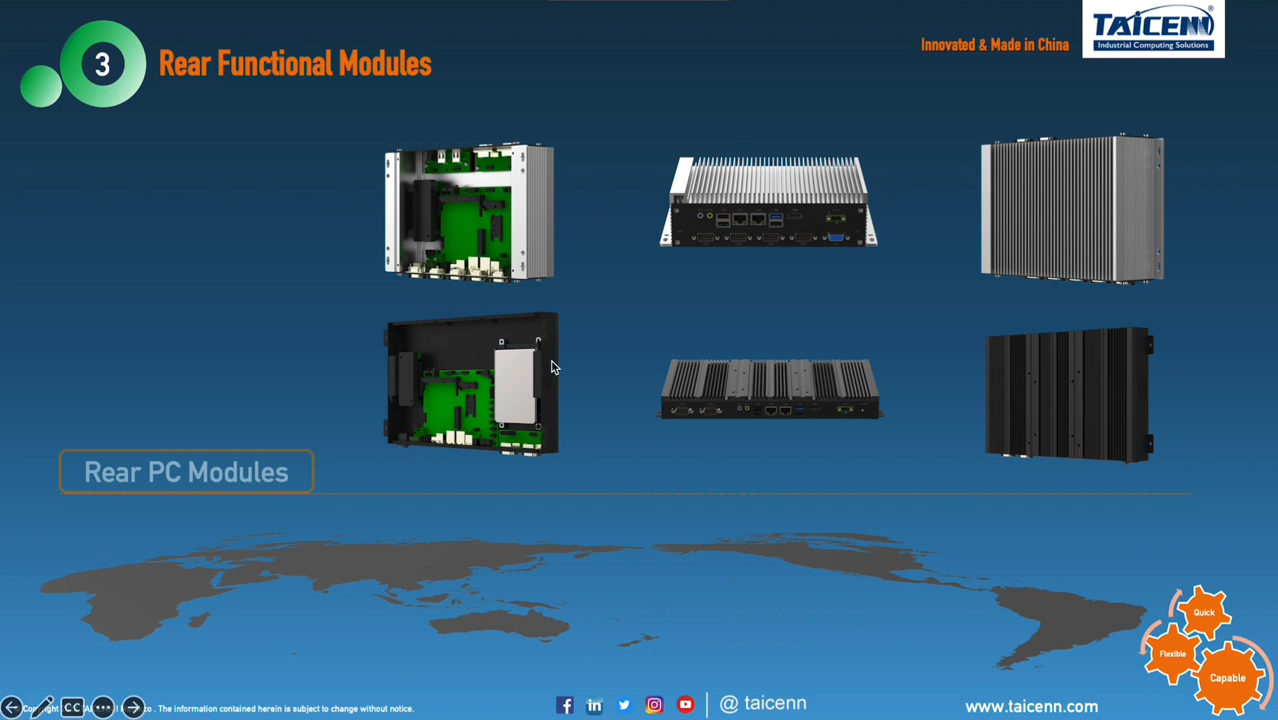 3
Rear Functional Modules
Innovated & Made in China
TAICENN®
Industrial Computing Solutions
Rear PC Modules
Quick
Flexible
Capable
CC
. The information contained herein is subject to change without notice.
@ taicenn
www.taicenn.com